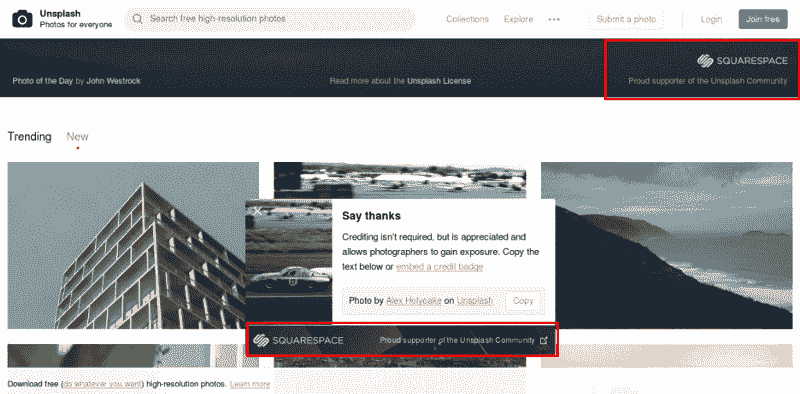 Unsplash
Photos for everyone
Search free high-resolution photos
Collections
Explore
Submit a photo
Login
Join free
SQUARESPACE
Photo of the Day by John Westrock
Read more about the Unsplash License
Proud supporter of the Unsplash Community
Trending
New
Say thanks
Crediting isn't required, but is appreciated and
allows photographers to gain exposure. Copy the
text below or embed a credit badge
Photo by Alex Holyoake on Unsplash
Copy
SQUARESPACE
Proud supporter of the Unsplash Community
Download free (do whatever you want) high-resolution photos. Learn more